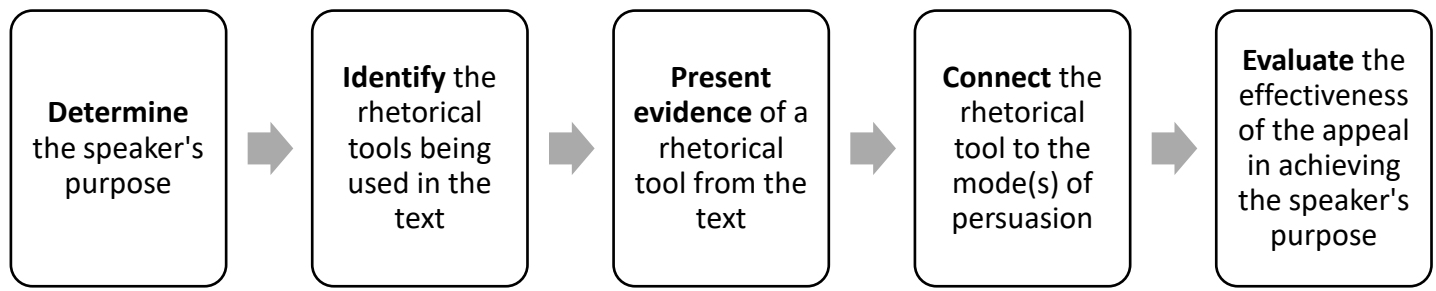 Determine
the speaker's
purpose
Identify the
rhetorical
tools being
used in the
text
Present
evidence of a
rhetorical
tool from the
text
Connect the
rhetorical
tool to the
mode(s) of
persuasion
Evaluate the
effectiveness
of the appeal
in achieving
the speaker's
purpose